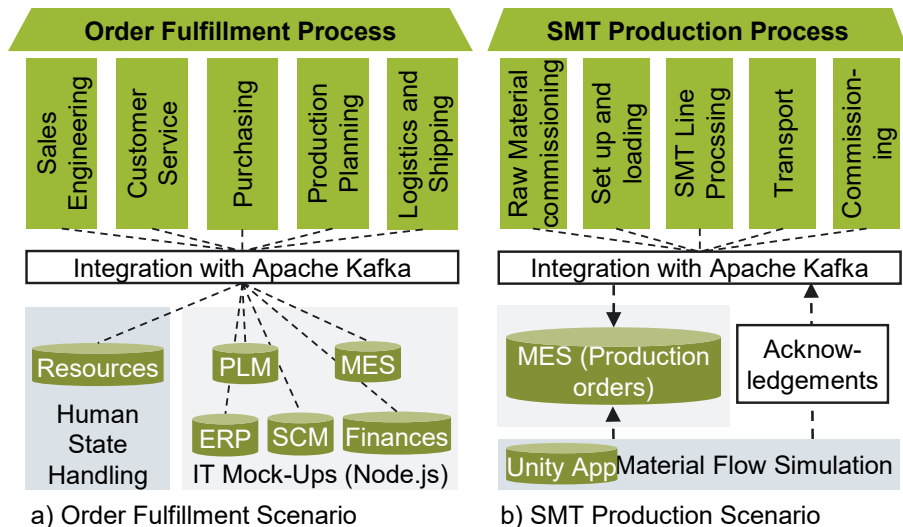 Order Fulfillment Process
Sales
Engineering
Customer
Service
Purchasing
Production
Planning
Logistics and
Shipping
Integration with Apache Kafka
Resources
Human
State
Handling
PLM
MES
ERP
SCM
Finances
IT Mock-Ups (Node.js)
a) Order Fulfillment Scenario
SMT Production Process
Raw Material
commissioning
Set up and
loading
SMT Line
Procssing
Transport
Commission-
ing
Integration with Apache Kafka
MES (Production
orders)
Acknow-
ledgements
Unity App
Material Flow Simulation
b) SMT Production Scenario